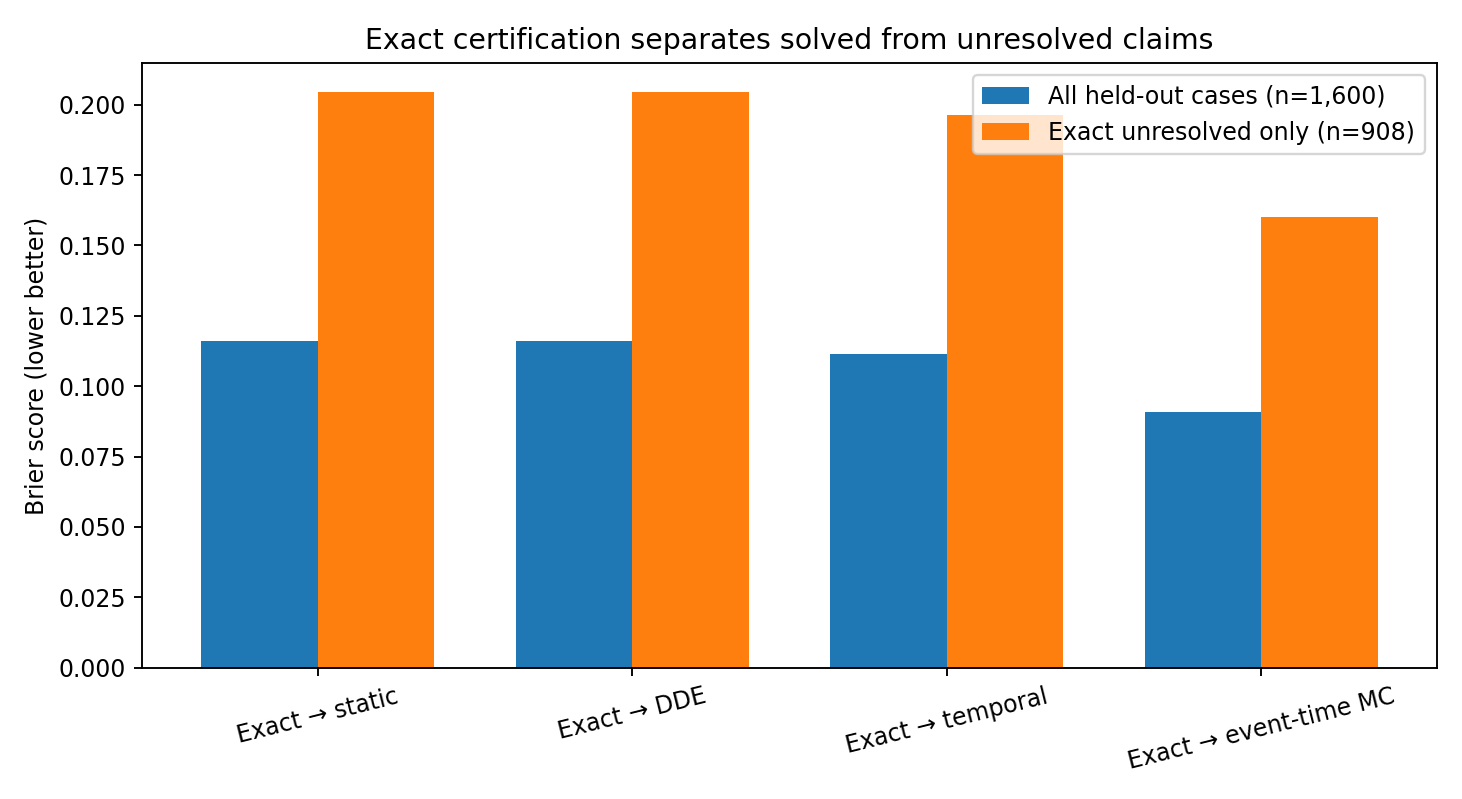 Exact certification separates solved from unresolved claims
All held-out cases (n=1,600)
Exact unresolved only (n=908)
Brier score (lower better)
0.200
0.175
0.150
0.125
0.100
0.075
0.050
0.025
0.000
Exact → static
Exact → DDE
Exact → temporal
Exact → event-time MC